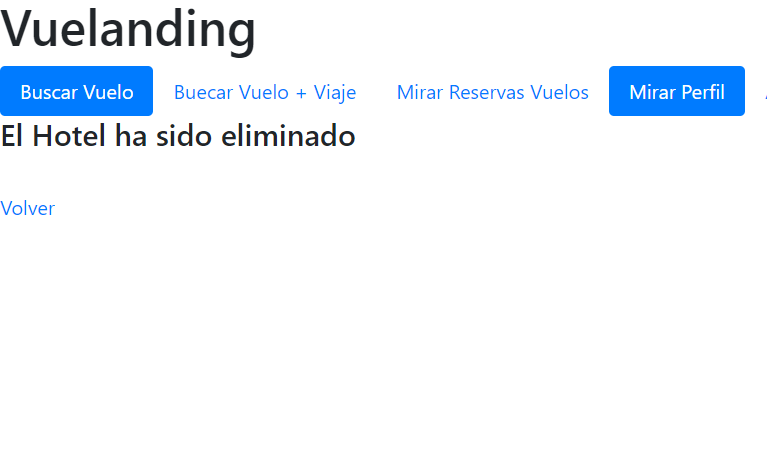 Vuelanding
Buscar Vuelo Buecar Vuelo + Viaje Mirar Reservas Vuelos Mirar Perfil
El Hotel ha sido eliminado
Volver